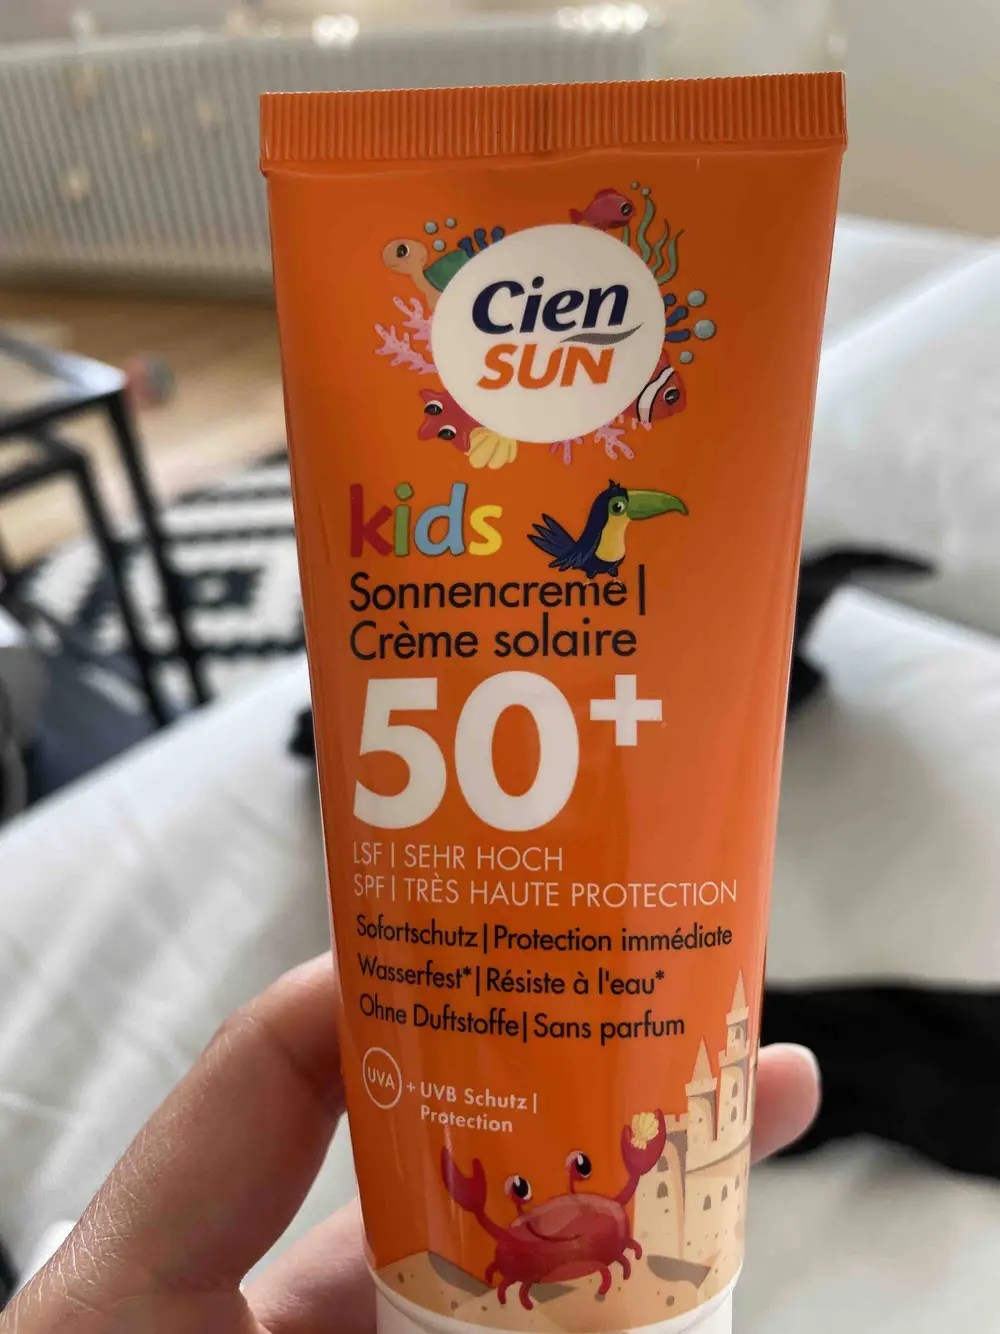 Cien
SUN
kids
Sonnencreme|
Crème solaire
50+
LSF | SEHR HOCH
SPF | TRÈS HAUTE PROTECTION
Sofortschutz|Protection immédiate
Wasserfest*|Résiste à l'eau*
Ohne Duftstoffe|Sans parfum
UVA + UVB Schutz|
Protection